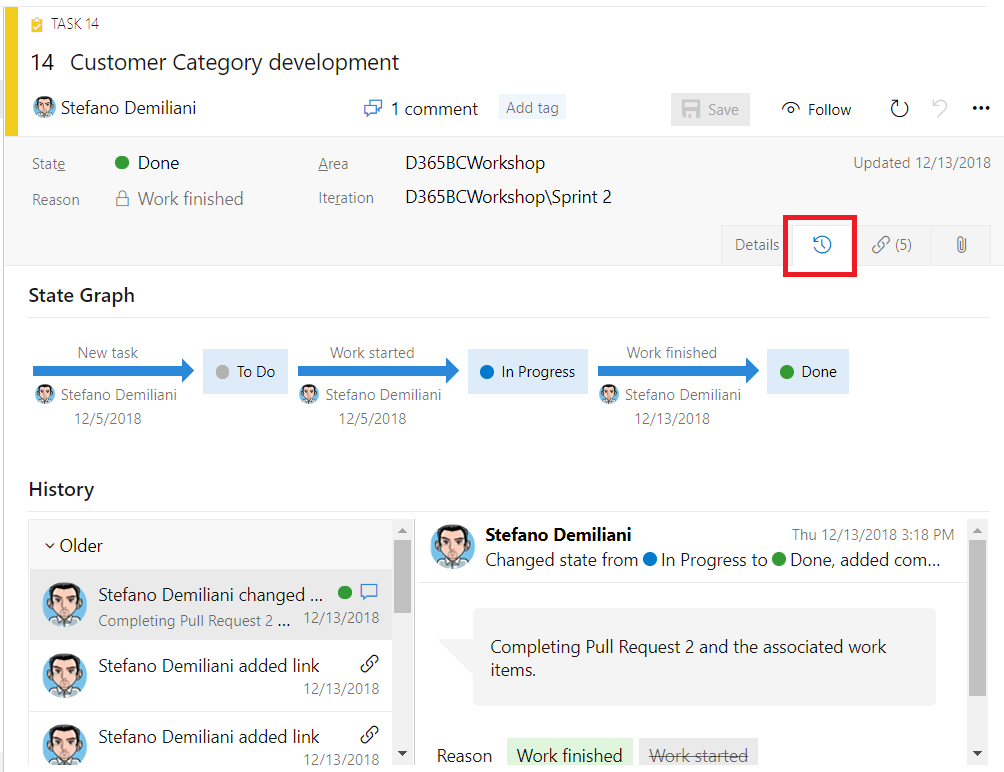 TASK 14
14 Customer Category development
Stefano Demiliani 1 comment Add tag Save Follow
State Done Area D365BCWorkshop Updated 12/13/2018
Reason Work finished Iteration D365BCWorkshop\Sprint 2
Details (5)
State Graph
New task Work started Work finished
To Do In Progress Done
Stefano Demiliani Stefano Demiliani Stefano Demiliani
12/5/2018 12/5/2018 12/13/2018
History
Older
Stefano Demiliani changed ...
Completing Pull Request 2 ... 12/13/2018
Stefano Demiliani added link
12/13/2018
Stefano Demiliani added link
12/13/2018
Stefano Demiliani Thu 12/13/2018 3:18 PM
Changed state from In Progress to Done, added com...
Completing Pull Request 2 and the associated work
items.
Reason Work finished Work started